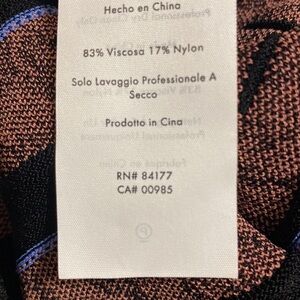 Hecho en China
83% Viscosa 17% Nylon
Solo Lavaggio Professionale A
Secco
Prodotto in Cina
RN# 84177
CA# 00985
P